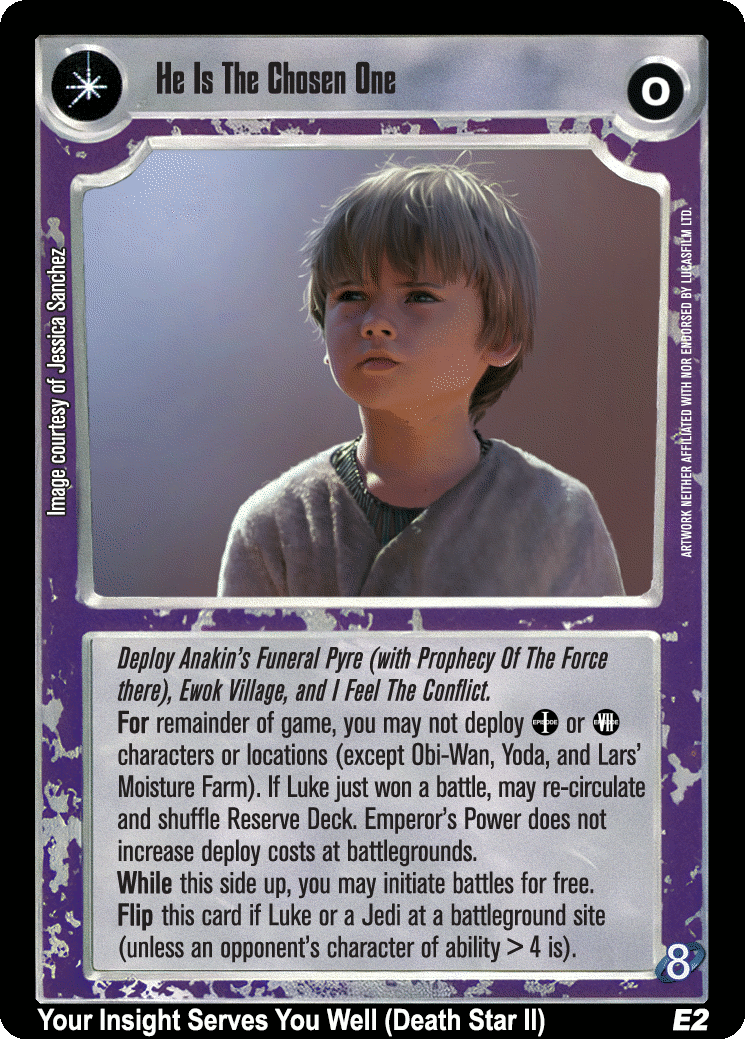 He Is The Chosen One
0
Image courtesy of Jessica Sanchez
ARTWORK NEITHER AFFILIATED WITH NOR ENDORSED BY LUCASFILM LTD.
Deploy Anakin's Funeral Pyre (with Prophecy Of The Force
there), Ewok Village, and I Feel The Conflict.
For remainder of game, you may not deploy EPISODE I or EPISODE VII
characters or locations (except Obi-Wan, Yoda, and Lars'
Moisture Farm). If Luke just won a battle, may re-circulate
and shuffle Reserve Deck. Emperor's Power does not
increase deploy costs at battlegrounds.
While this side up, you may initiate battles for free.
Flip this card if Luke or a Jedi at a battleground site
(unless an opponent's character of ability > 4 is).
8
Your Insight Serves You Well (Death Star II) E2